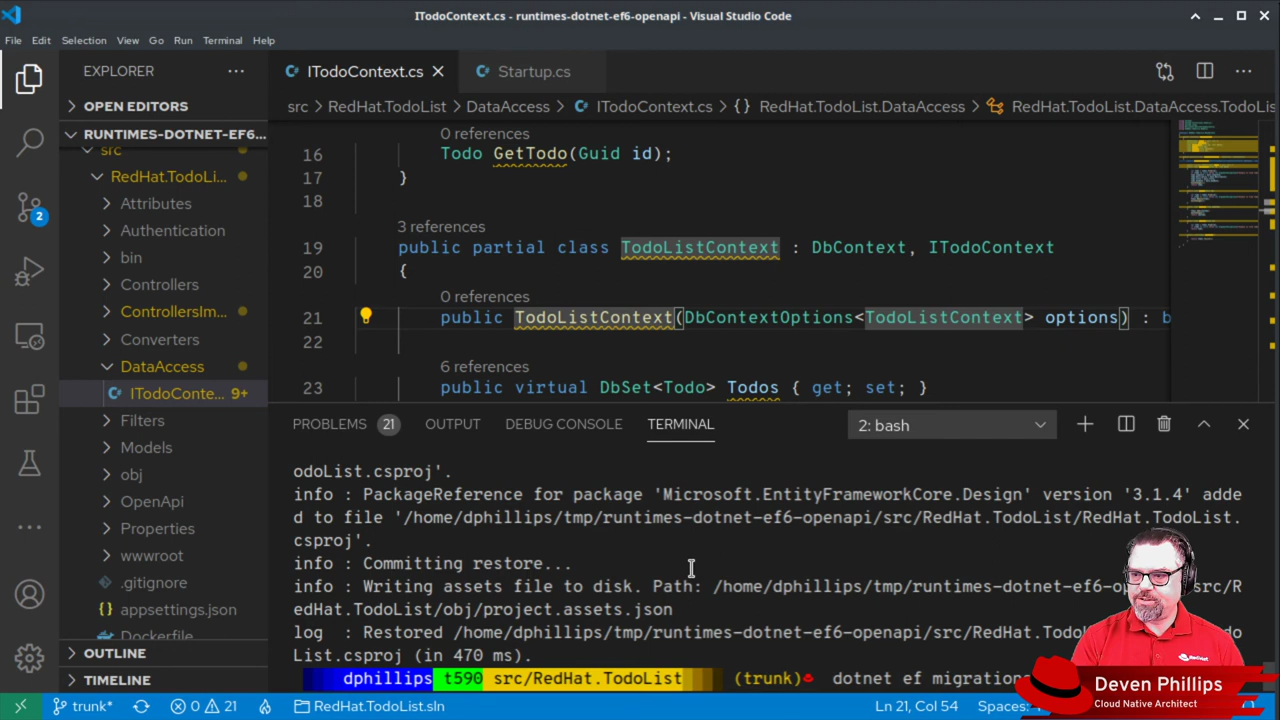 ITodoContext.cs - runtimes-dotnet-ef6-openapi - Visual Studio Code
File Edit Selection View Go Run Terminal Help
EXPLORER
ITodoContext.cs
Startup.cs
OPEN EDITORS
src RedHat.TodoList DataAccess ITodoContext.cs {} RedHat.TodoList.DataAccess RedHat.TodoList.DataAccess.TodoLis
RUNTIMES-DOTNET-EF6...
src
RedHat.TodoLi...
Attributes
Authentication
bin
Controllers
ControllersIm...
Converters
DataAccess
ITodoConte... 9+
Filters
Models
obj
OpenApi
Properties
wwwroot
.gitignore
{} appsettings.json
Dockerfile
OUTLINE
TIMELINE
2
0 references
16 Todo GetTodo(Guid id);
17 }
18
3 references
19 public partial class TodoListContext : DbContext, ITodoContext
20 {
0 references
21 public TodoListContext(DbContextOptions<TodoListContext> options) : b
22
6 references
23 public virtual DbSet<Todo> Todos { get; set; }
PROBLEMS 21 OUTPUT DEBUG CONSOLE TERMINAL 2: bash
odoList.csproj'.
info : PackageReference for package 'Microsoft.EntityFrameworkCore.Design' version '3.1.4' adde
d to file '/home/dphillips/tmp/runtimes-dotnet-ef6-openapi/src/RedHat.TodoList/RedHat.TodoList.
csproj'.
info : Committing restore...
info : Writing assets file to disk. Path: /home/dphillips/tmp/runtimes-dotnet-ef6-op src/R
edHat.TodoList/obj/project.assets.json
log : Restored /home/dphillips/tmp/runtimes-dotnet-ef6-openapi/src/RedHat.Tod do
List.csproj (in 470 ms).
dphillips t590 src/RedHat.TodoList (trunk) dotnet ef migrations
trunk* 0 21 RedHat.TodoList.sln Ln 21, Col 54 Spaces:
Red Hat
Deven Phillips
Cloud Native Architect